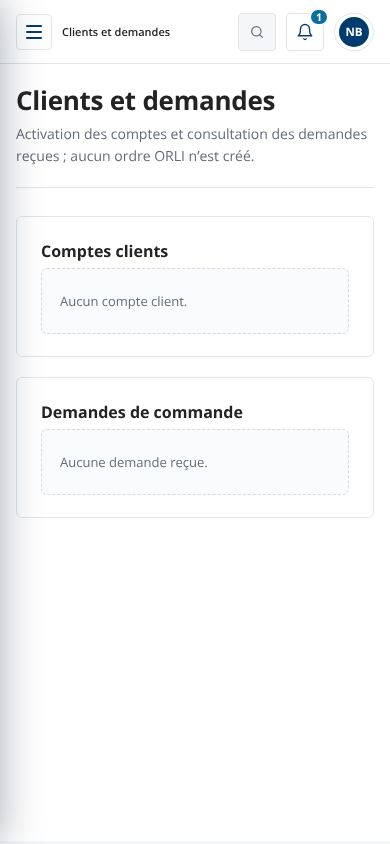 Clients et demandes
1
NB
Clients et demandes
Activation des comptes et consultation des demandes
reçues ; aucun ordre ORLI n’est créé.
Comptes clients
Aucun compte client.
Demandes de commande
Aucune demande reçue.